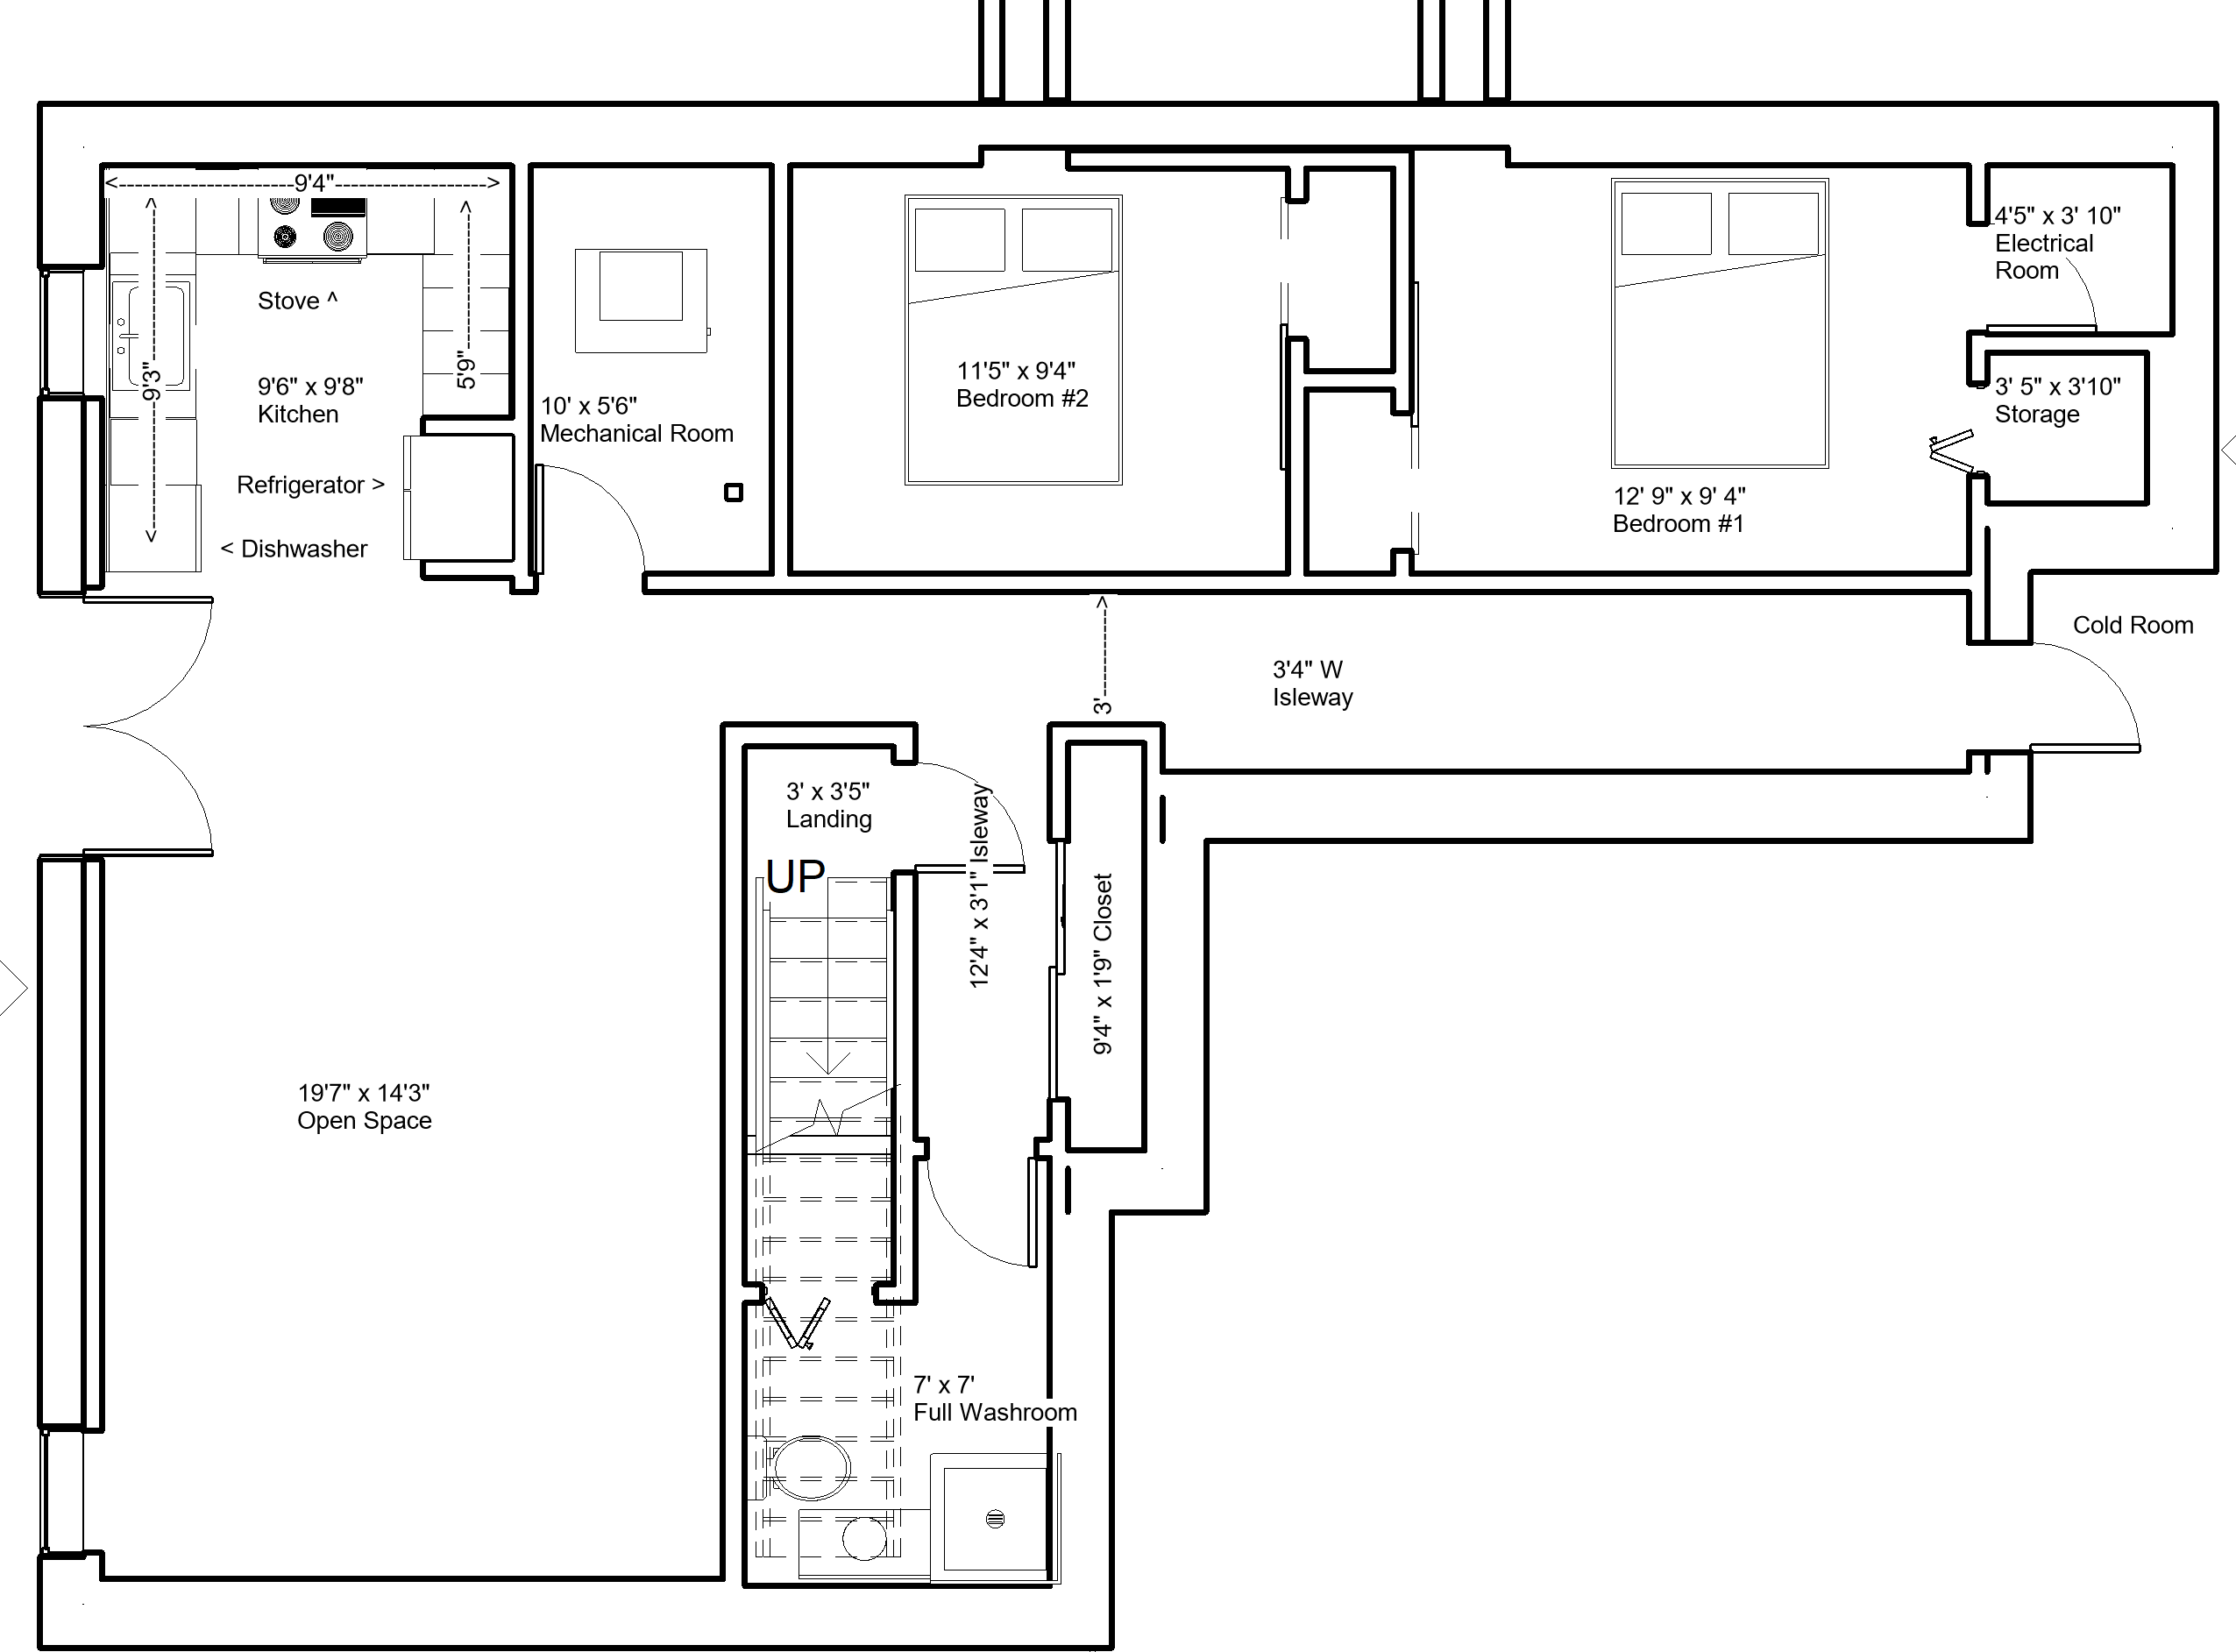 9'4"
9'3"
5'9"
Stove ^
9'6" x 9'8"
Kitchen
Refrigerator >
< Dishwasher
10' x 5'6"
Mechanical Room
11'5" x 9'4"
Bedroom #2
12' 9" x 9' 4"
Bedroom #1
4'5" x 3' 10"
Electrical
Room
3' 5" x 3'10"
Storage
Cold Room
3'
3'4" W
Isleway
3' x 3'5"
Landing
UP
12'4" x 3'1" Isleway
9'4" x 1'9" Closet
19'7" x 14'3"
Open Space
7' x 7'
Full Washroom